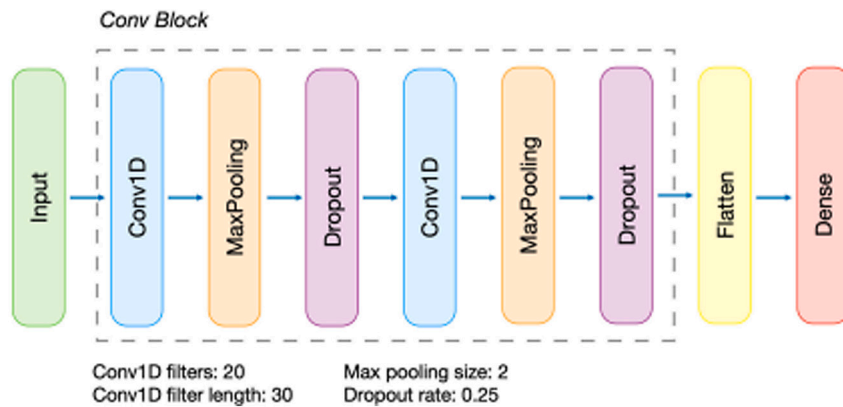 Conv Block
Input
Conv1D
MaxPooling
Dropout
Conv1D
MaxPooling
Dropout
Flatten
Dense
Conv1D filters: 20
Conv1D filter length: 30
Max pooling size: 2
Dropout rate: 0.25